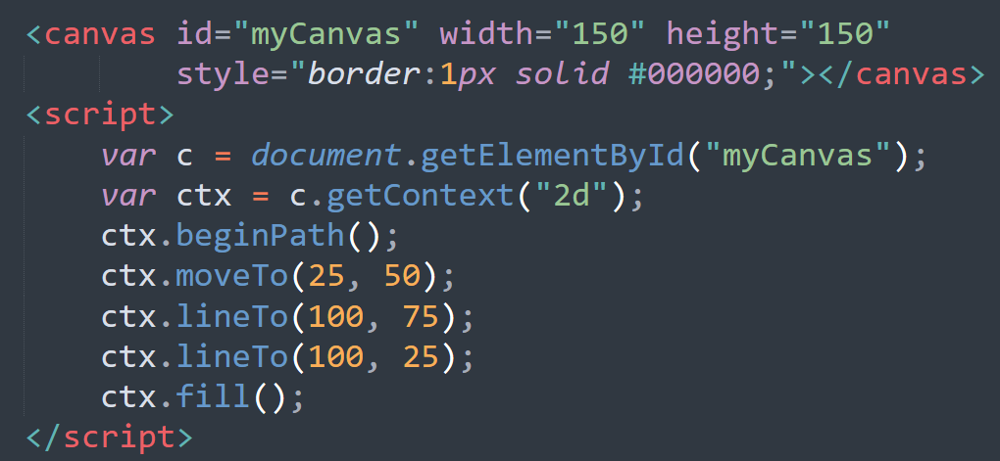 <canvas id="myCanvas" width="150" height="150"
        style="border:1px solid #000000;"></canvas>
<script>
    var c = document.getElementById("myCanvas");
    var ctx = c.getContext("2d");
    ctx.beginPath();
    ctx.moveTo(25, 50);
    ctx.lineTo(100, 75);
    ctx.lineTo(100, 25);
    ctx.fill();
</script>